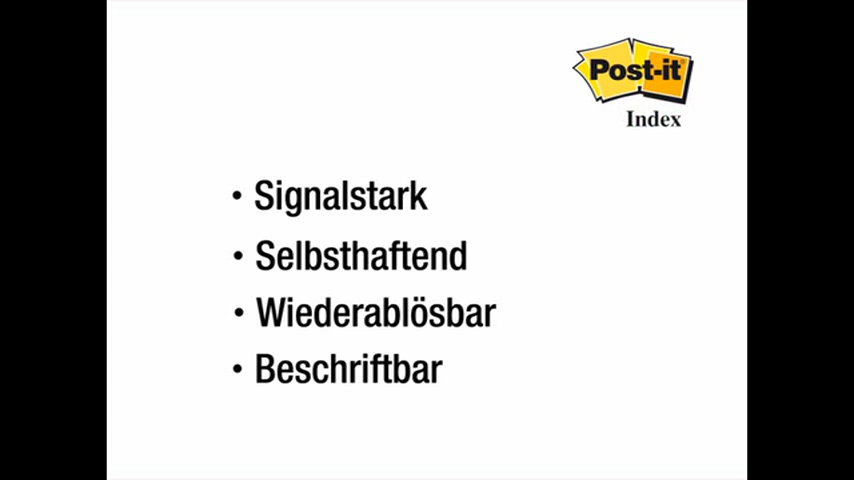 Post-it
Index
• Signalstark
• Selbsthaftend
• Wiederablösbar
• Beschriftbar